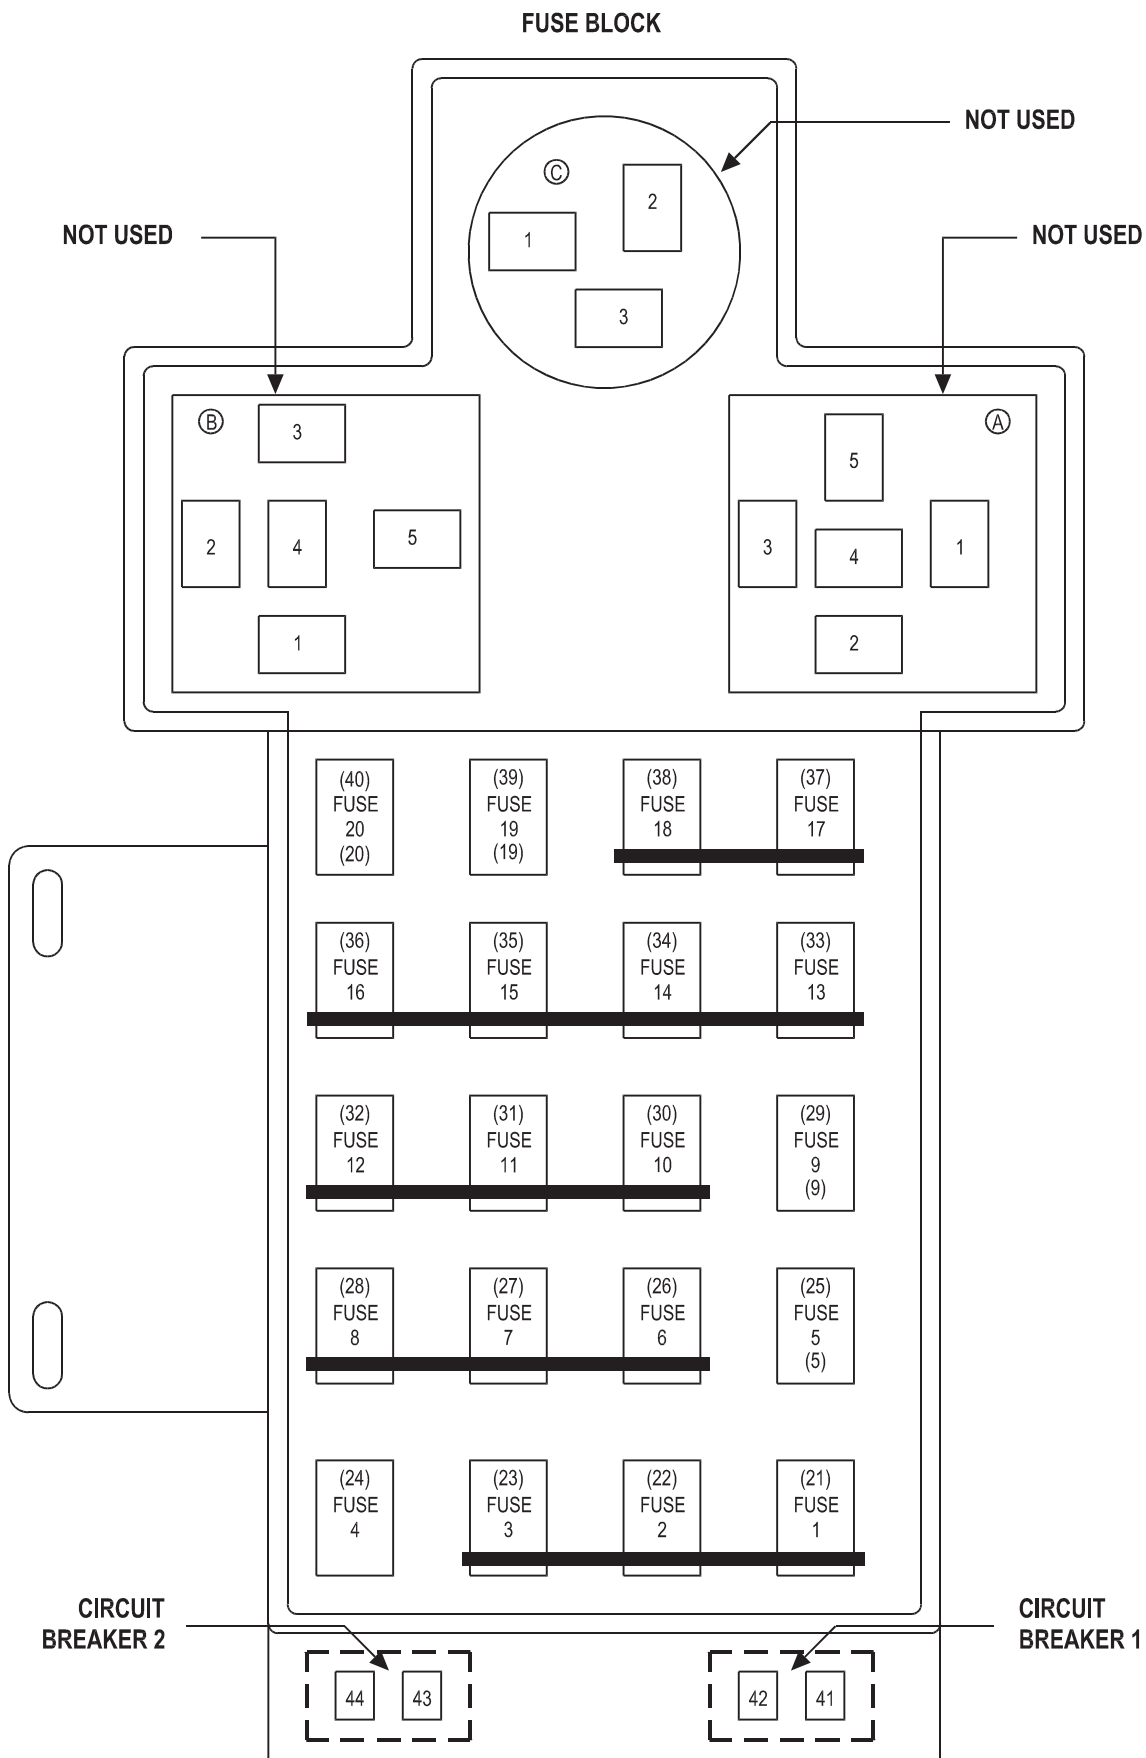 FUSE BLOCK
NOT USED
C
2
1
3
NOT USED
NOT USED
B
3
2
4
5
1
A
5
3
4
1
2
(40)
FUSE
20
(20)
(39)
FUSE
19
(19)
(38)
FUSE
18
(37)
FUSE
17
(36)
FUSE
16
(35)
FUSE
15
(34)
FUSE
14
(33)
FUSE
13
(32)
FUSE
12
(31)
FUSE
11
(30)
FUSE
10
(29)
FUSE
9
(9)
(28)
FUSE
8
(27)
FUSE
7
(26)
FUSE
6
(25)
FUSE
5
(5)
(24)
FUSE
4
(23)
FUSE
3
(22)
FUSE
2
(21)
FUSE
1
CIRCUIT
BREAKER 2
CIRCUIT
BREAKER 1
44
43
42
41